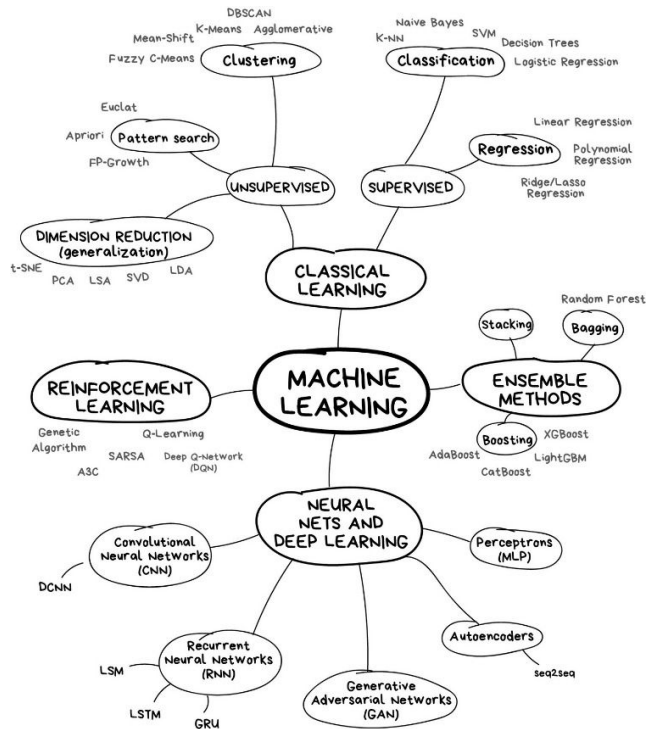 DBSCAN
Mean-Shift
K-Means
Agglomerative
Fuzzy C-Means
Clustering
Naive Bayes
SVM
K-NN
Decision Trees
Classification
Logistic Regression
Euclat
Apriori
Pattern search
FP-Growth
Linear Regression
Regression
Polynomial
Regression
Ridge/Lasso
Regression
UNSUPERVISED
SUPERVISED
DIMENSION REDUCTION
(generalization)
t-SNE
PCA
LSA
SVD
LDA
CLASSICAL
LEARNING
Random Forest
Stacking
Bagging
MACHINE
LEARNING
REINFORCEMENT
LEARNING
ENSEMBLE
METHODS
Genetic
Algorithm
Q-Learning
SARSA
Deep Q-Network
(DQN)
A3C
Boosting
XGBoost
AdaBoost
LightGBM
CatBoost
NEURAL
NETS AND
DEEP LEARNING
Convolutional
Neural Networks
(CNN)
DCNN
Perceptrons
(MLP)
Autoencoders
seq2seq
Recurrent
Neural Networks
(RNN)
LSM
LSTM
GRU
Generative
Adversarial Networks
(GAN)